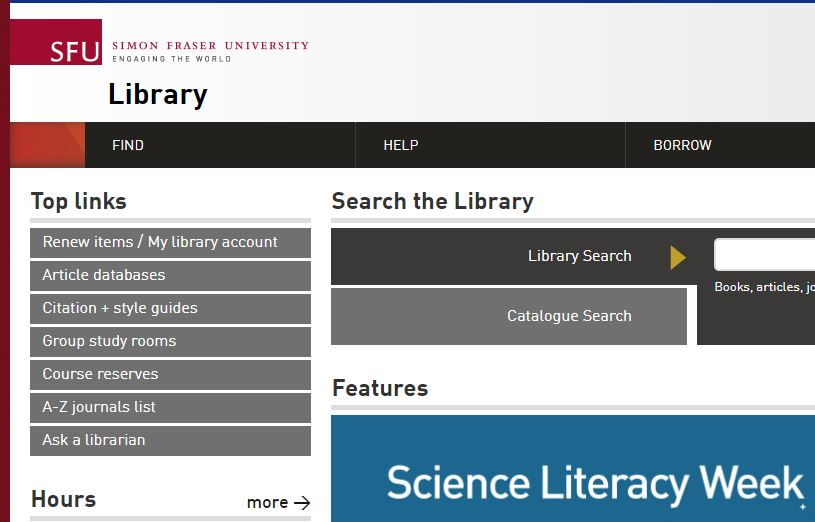 SFU SIMON FRASER UNIVERSITY
ENGAGING THE WORLD
Library
FIND HELP BORROW
Top links
Renew items / My library account
Article databases
Citation + style guides
Group study rooms
Course reserves
A-Z journals list
Ask a librarian
Hours more →
Search the Library
Library Search
Books, articles, jo
Catalogue Search
Features
Science Literacy Week